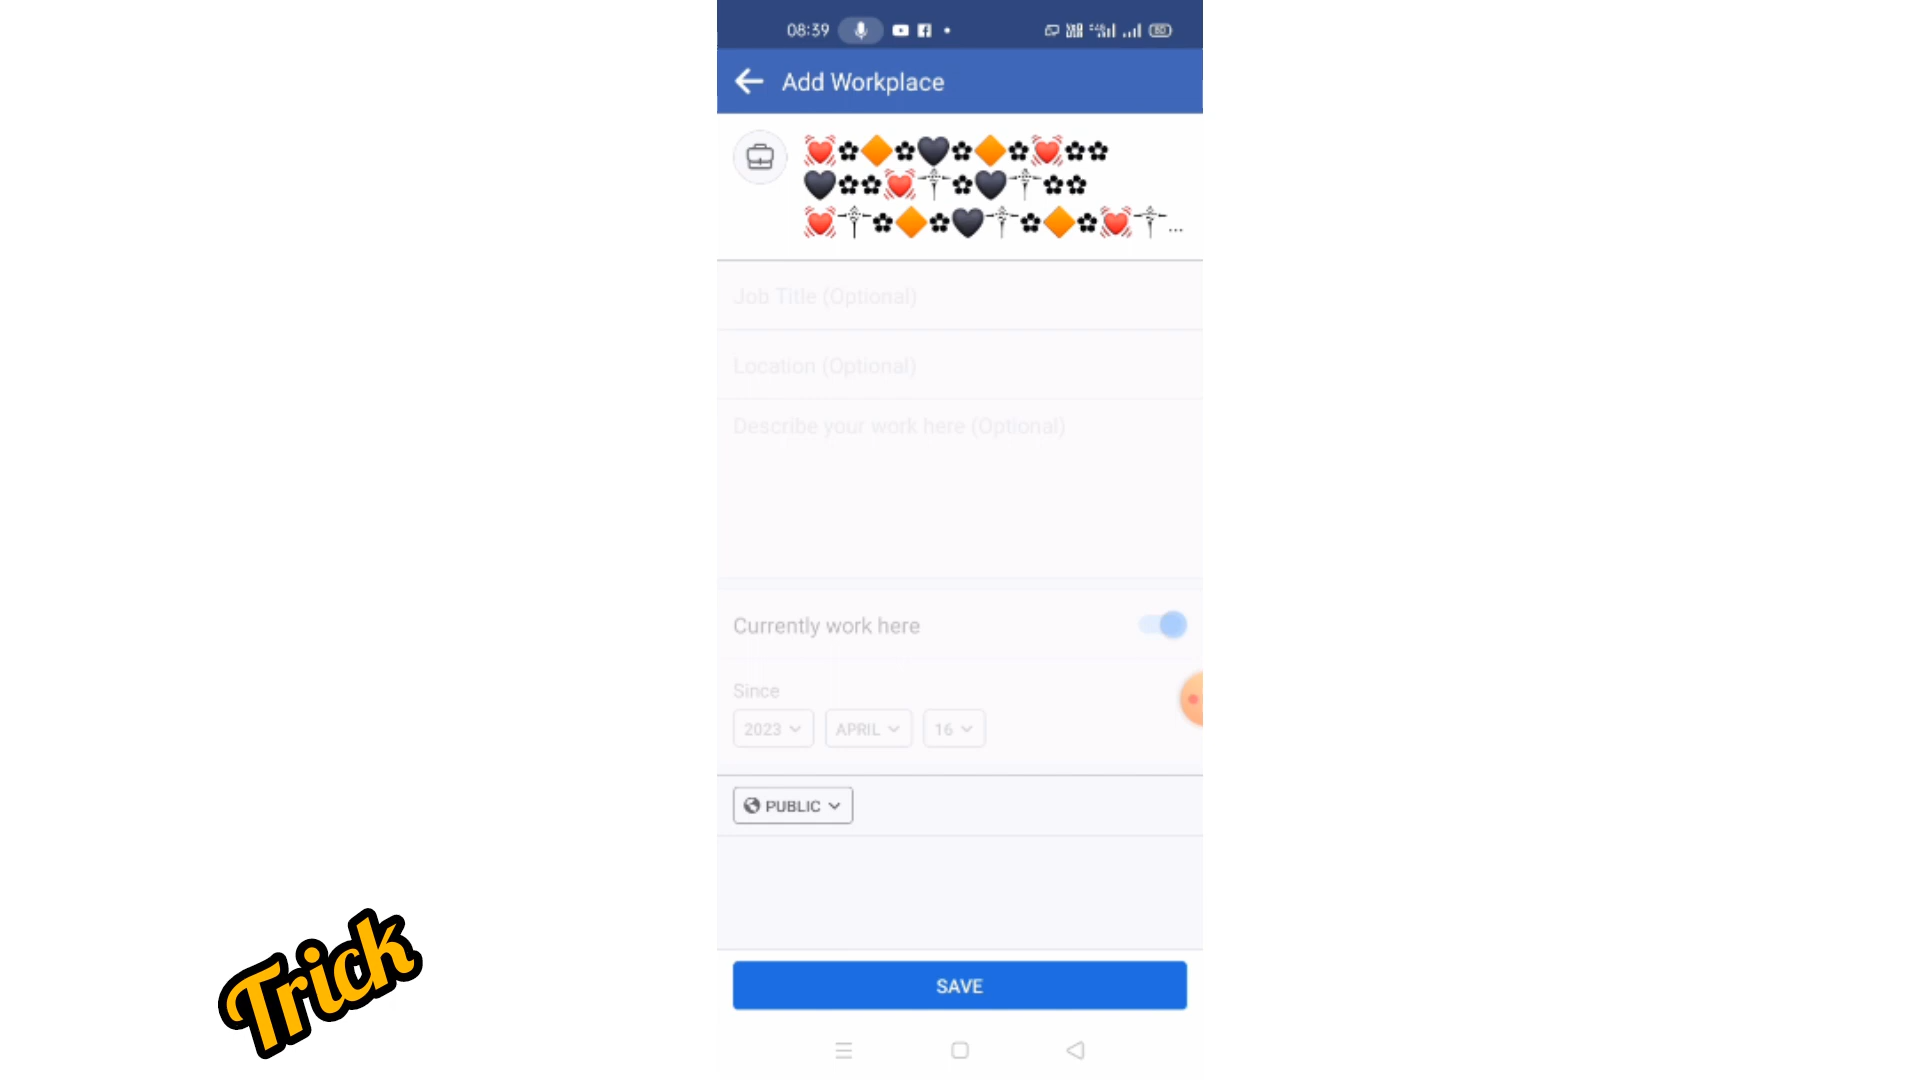 08:39
Add Workplace
💓✿🔶✿🖤✿🔶✿💓✿✿
🖤✿✿💓༒✿🖤༒✿✿
💓༒✿🔶✿🖤༒✿🔶✿💓༒...
Job Title (Optional)
Location (Optional)
Describe your work here (Optional)
Currently work here
Since
2023 APRIL 16
PUBLIC
SAVE
Trick